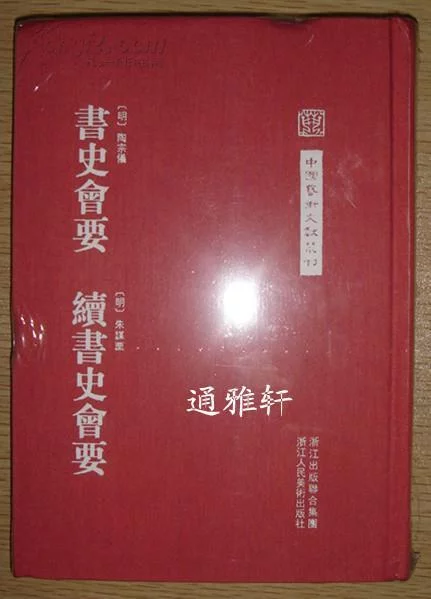 中國藝術文獻叢刊
〔明〕陶宗儀
書史會要
〔明〕朱謀垔
續書史會要
通雅軒
浙江出版聯合集團
浙江人民美術出版社